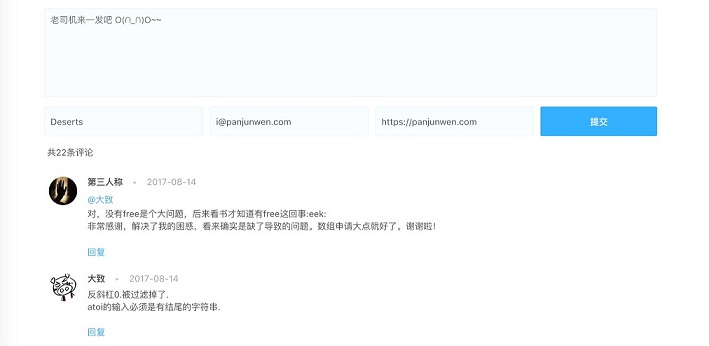 老司机来一发吧 O(∩_∩)O~~
Deserts
i@panjunwen.com
https://panjunwen.com
提交
共22条评论
第三人称 • 2017-08-14
@大致
对，没有free是个大问题，后来看书才知道有free这回事:eek:
非常感谢，解决了我的困惑，看来确实是缺了导致的问题。数组申请大点就好了。谢谢啦！
回复
大致 • 2017-08-14
反斜杠0.被过滤掉了.
atoi的输入必须是有结尾的字符串.
回复